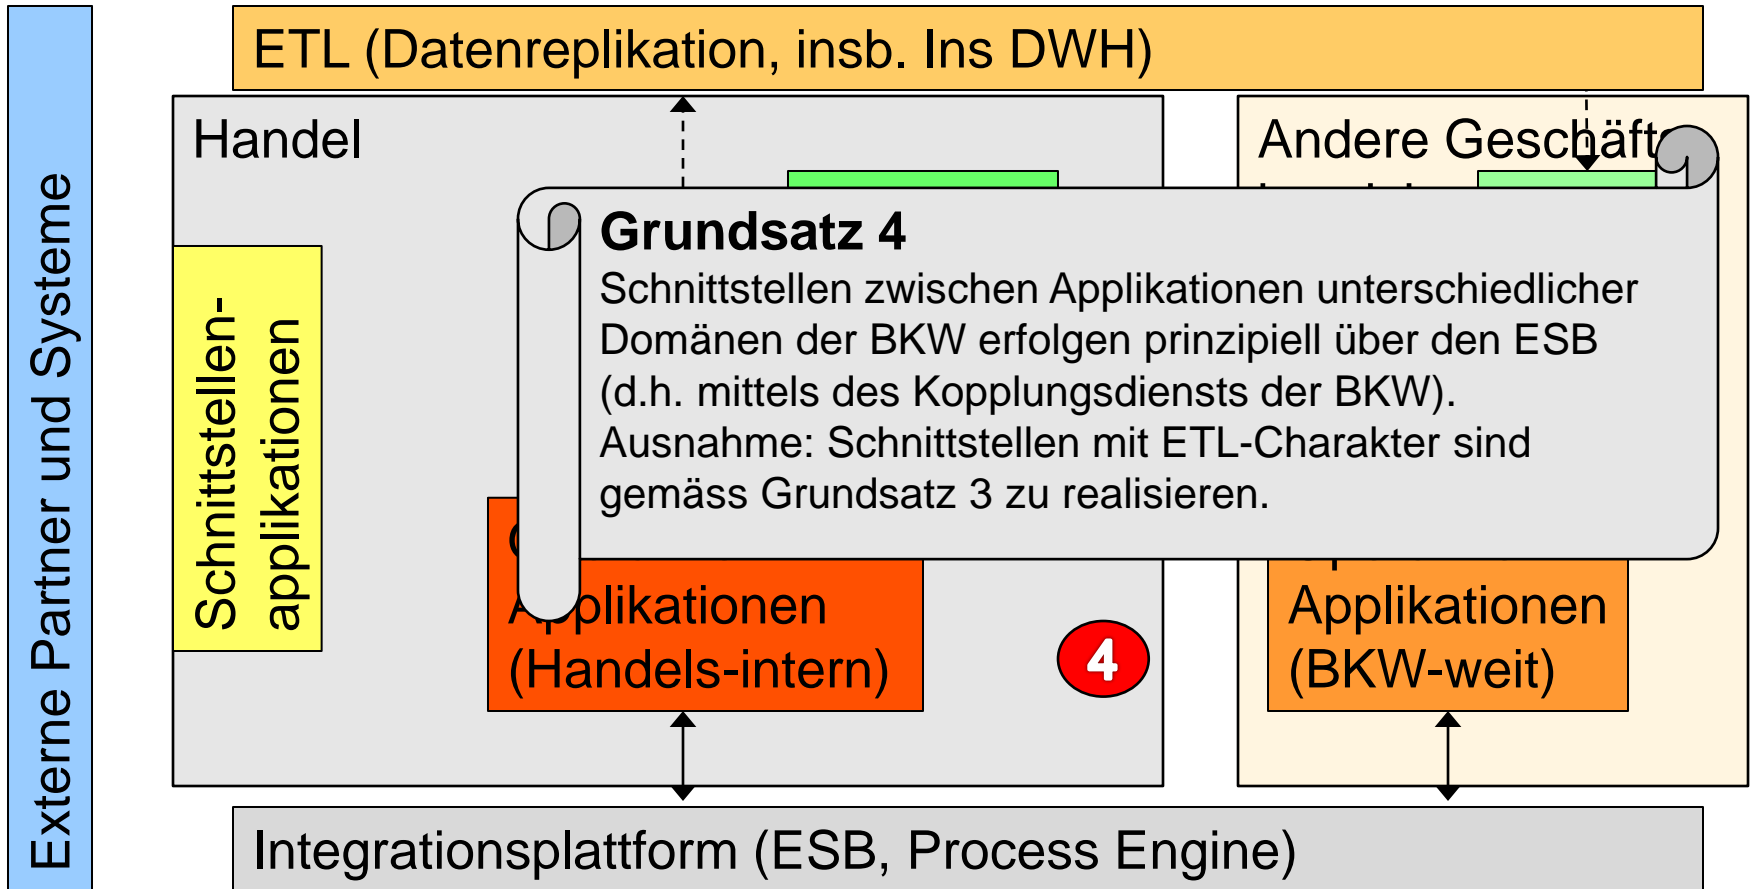 ETL (Datenreplikation, insb. Ins DWH)
Handel
Andere Geschäfts
Externe Partner und Systeme
Schnittstellen-
applikationen
Grundsatz 4
Schnittstellen zwischen Applikationen unterschiedlicher
Domänen der BKW erfolgen prinzipiell über den ESB
(d.h. mittels des Kopplungsdiensts der BKW).
Ausnahme: Schnittstellen mit ETL-Charakter sind
gemäss Grundsatz 3 zu realisieren.
Applikationen
(Handels-intern)
4
Applikationen
(BKW-weit)
Integrationsplattform (ESB, Process Engine)